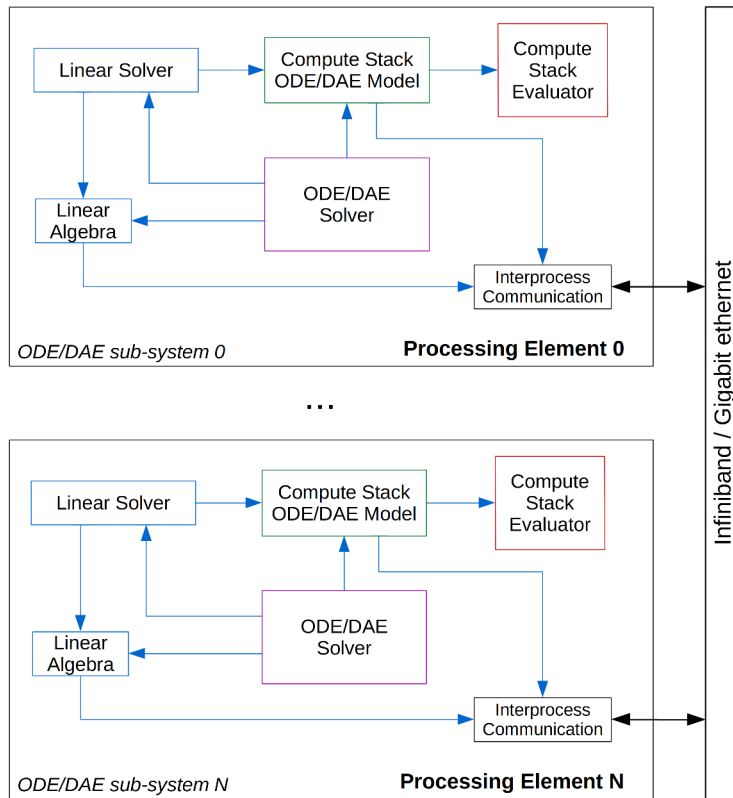 Linear Solver
Compute Stack
ODE/DAE Model
Compute
Stack
Evaluator
ODE/DAE
Solver
Linear
Algebra
Interprocess
Communication
ODE/DAE sub-system 0
Processing Element 0
...
Linear Solver
Compute Stack
ODE/DAE Model
Compute
Stack
Evaluator
ODE/DAE
Solver
Linear
Algebra
Interprocess
Communication
ODE/DAE sub-system N
Processing Element N
Infiniband / Gigabit ethernet